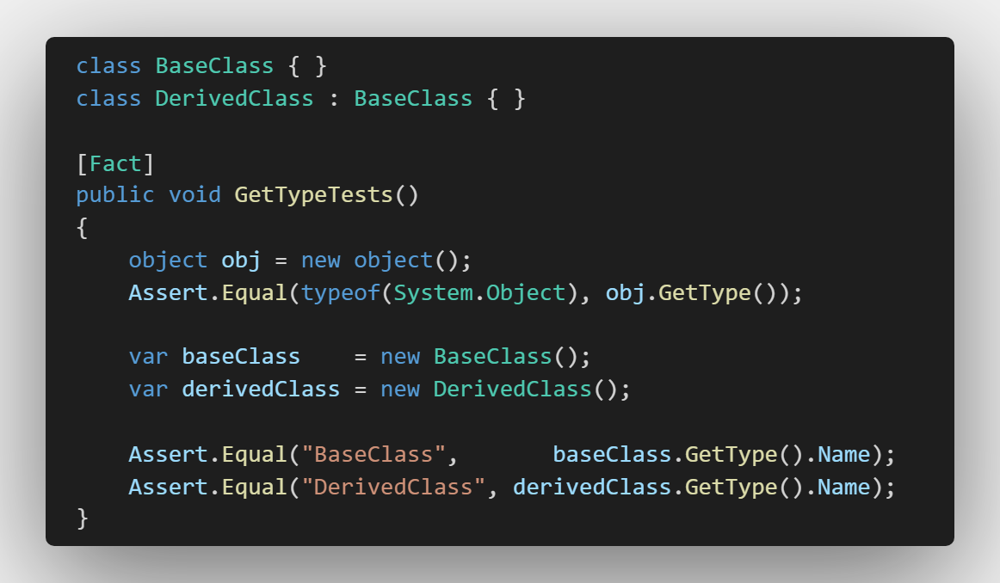 class BaseClass { }
class DerivedClass : BaseClass { }

[Fact]
public void GetTypeTests()
{
    object obj = new object();
    Assert.Equal(typeof(System.Object), obj.GetType());

    var baseClass    = new BaseClass();
    var derivedClass = new DerivedClass();

    Assert.Equal("BaseClass",       baseClass.GetType().Name);
    Assert.Equal("DerivedClass", derivedClass.GetType().Name);
}